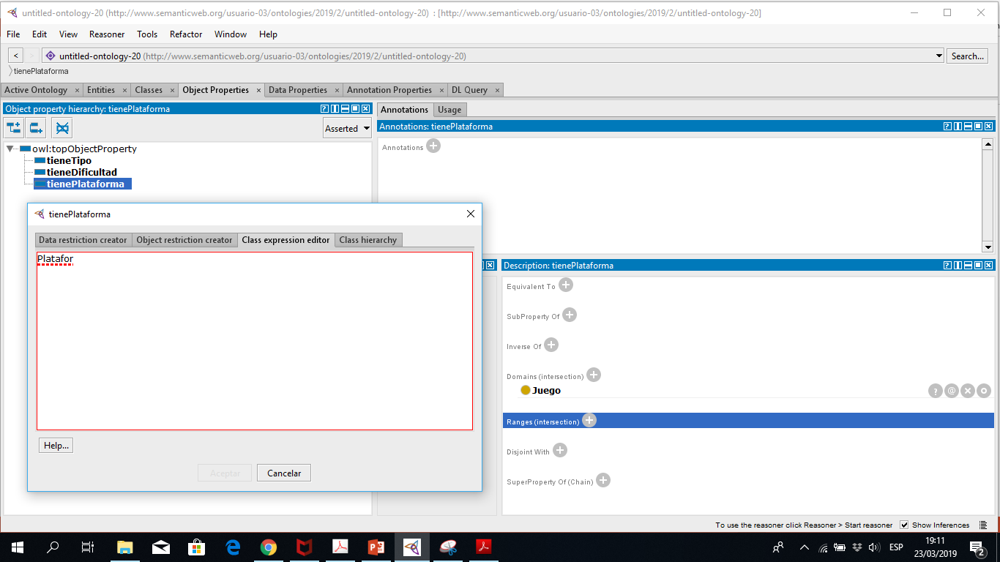 untitled-ontology-20 (http://www.semanticweb.org/usuario-03/ontologies/2019/2/untitled-ontology-20) : [http://www.semanticweb.org/usuario-03/ontologies/2019/2/untitled-ontology-20]
File Edit View Reasoner Tools Refactor Window Help
< > untitled-ontology-20 (http://www.semanticweb.org/usuario-03/ontologies/2019/2/untitled-ontology-20) Search...
tienePlataforma
Active Ontology × Entities × Classes × Object Properties × Data Properties × Annotation Properties × DL Query ×
Object property hierarchy: tienePlataforma
Asserted
owl:topObjectProperty
tieneTipo
tieneDificultad
tienePlataforma
Annotations Usage
Annotations: tienePlataforma
Annotations
tienePlataforma
Data restriction creator Object restriction creator Class expression editor Class hierarchy
Platafor
Help...
Aceptar Cancelar
Description: tienePlataforma
Equivalent To
SubProperty Of
Inverse Of
Domains (intersection)
Juego
Ranges (intersection)
Disjoint With
SuperProperty Of (Chain)
To use the reasoner click Reasoner > Start reasoner Show Inferences
ESP
19:11
23/03/2019
2